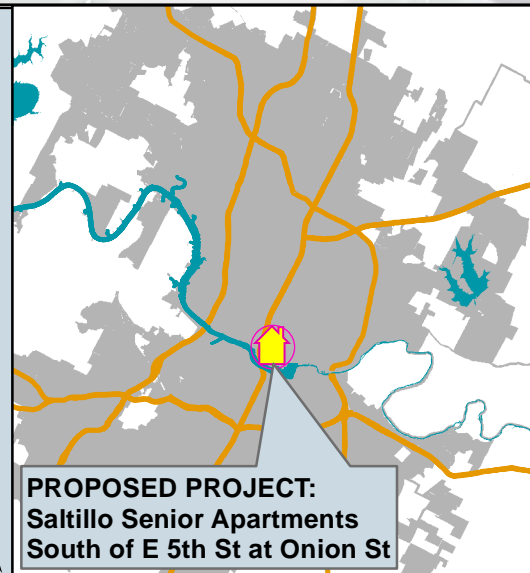 PROPOSED PROJECT:
Saltillo Senior Apartments
South of E 5th St at Onion St